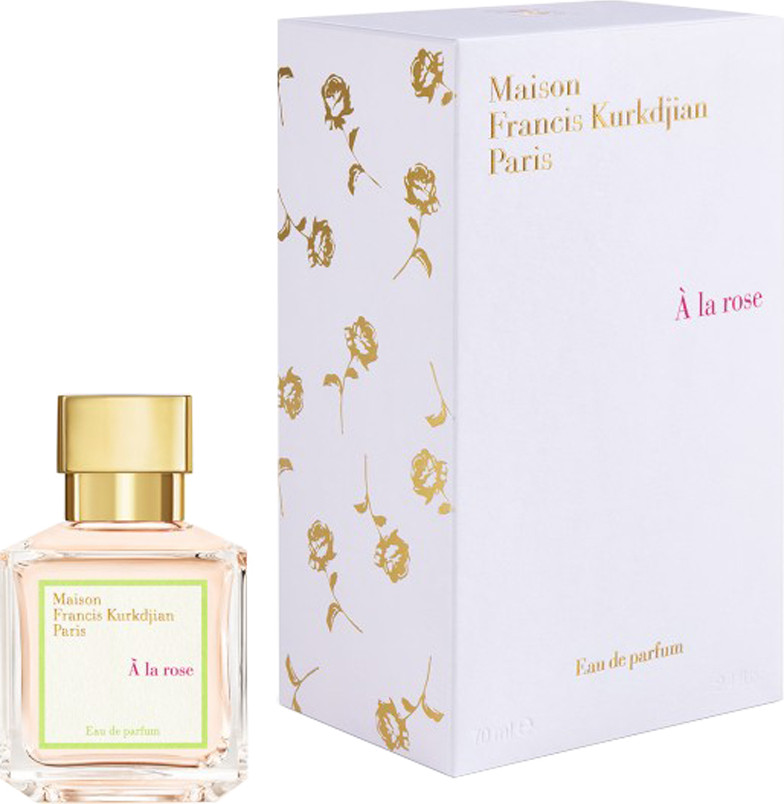 Maison
Francis Kurkdjian
Paris
À la rose
Eau de parfum
70 ml e
Maison
Francis Kurkdjian
Paris
À la rose
Eau de parfum